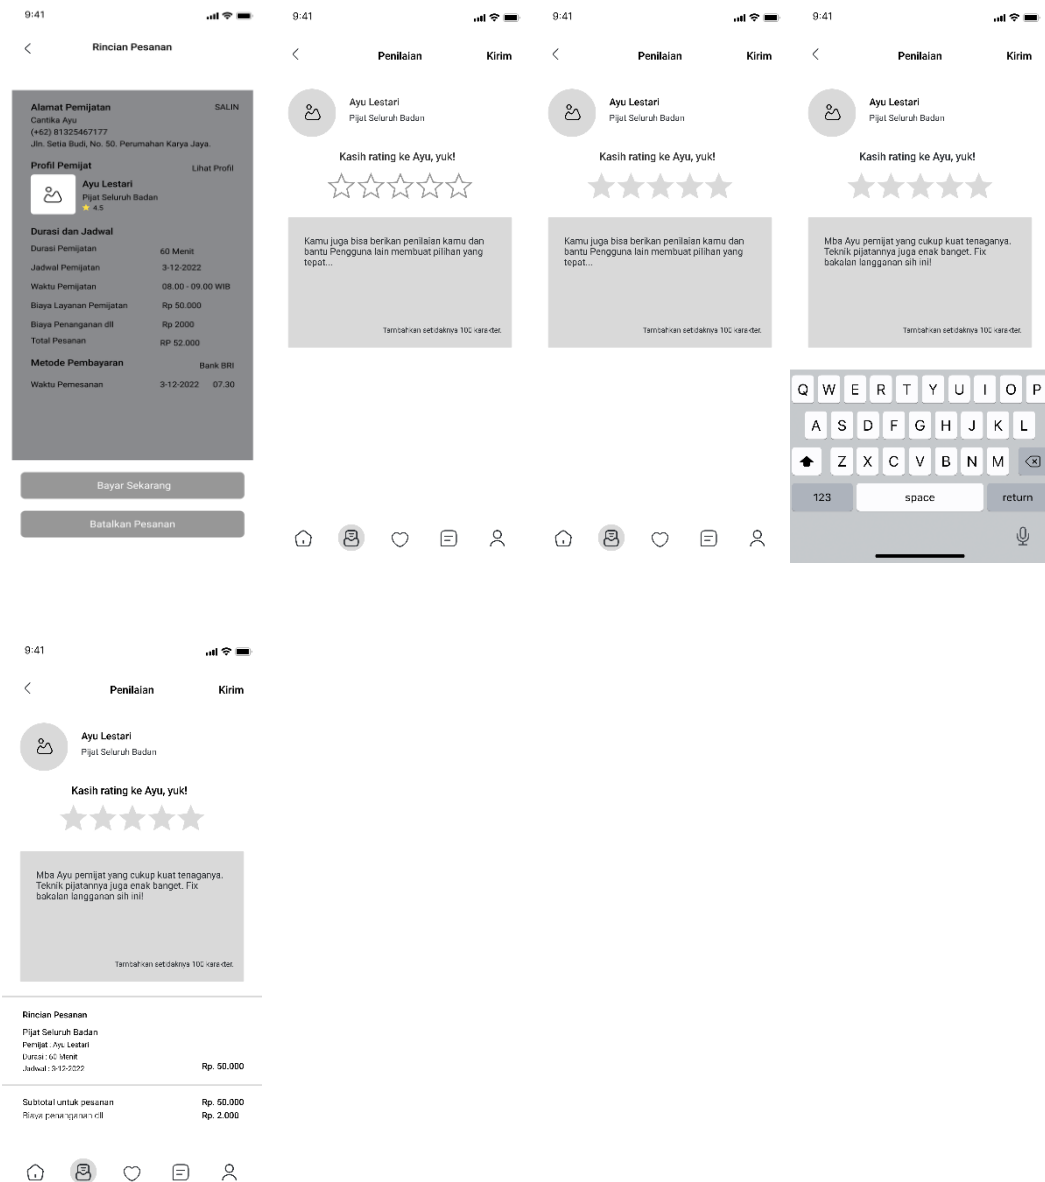 9:41
Rincian Pesanan
Alamat Pemijatan SALIN
Cantika Ayu
(+62) 81325467177
Jln. Setia Budi, No. 50. Perumahan Karya Jaya.
Profil Pemijat Lihat Profil
Ayu Lestari
Pijat Seluruh Badan
4.5
Durasi dan Jadwal
Durasi Pemijatan 60 Menit
Jadwal Pemijatan 3-12-2022
Waktu Pemijatan 08.00 - 09.00 WIB
Biaya Layanan Pemijatan Rp 50.000
Biaya Penanganan dll Rp 2000
Total Pesanan RP 52.000
Metode Pembayaran Bank BRI
Waktu Pemesanan 3-12-2022 07.30
Bayar Sekarang
Batalkan Pesanan
9:41
Penilaian Kirim
Ayu Lestari
Pijat Seluruh Badan
Kasih rating ke Ayu, yuk!
Kamu juga bisa berikan penilaian kamu dan
bantu Pengguna lain membuat pilihan yang
tepat...
Tambahkan setidaknya 100 karakter.
9:41
Penilaian Kirim
Ayu Lestari
Pijat Seluruh Badan
Kasih rating ke Ayu, yuk!
Kamu juga bisa berikan penilaian kamu dan
bantu Pengguna lain membuat pilihan yang
tepat...
Tambahkan setidaknya 100 karakter.
9:41
Penilaian Kirim
Ayu Lestari
Pijat Seluruh Badan
Kasih rating ke Ayu, yuk!
Mba Ayu pemijat yang cukup kuat tenaganya.
Teknik pijatannya juga enak banget. Fix
bakalan langganan sih ini!
Tambahkan setidaknya 100 karakter.
Q W E R T Y U I O P
A S D F G H J K L
Z X C V B N M
123 space return
9:41
Penilaian Kirim
Ayu Lestari
Pijat Seluruh Badan
Kasih rating ke Ayu, yuk!
Mba Ayu pemijat yang cukup kuat tenaganya.
Teknik pijatannya juga enak banget. Fix
bakalan langganan sih ini!
Tambahkan setidaknya 100 karakter.
Rincian Pesanan
Pijat Seluruh Badan
Pemijat : Ayu Lestari
Durasi : 60 Menit
Jadwal : 3-12-2022 Rp. 50.000
Subtotal untuk pesanan Rp. 50.000
Biaya penanganan dll Rp. 2.000